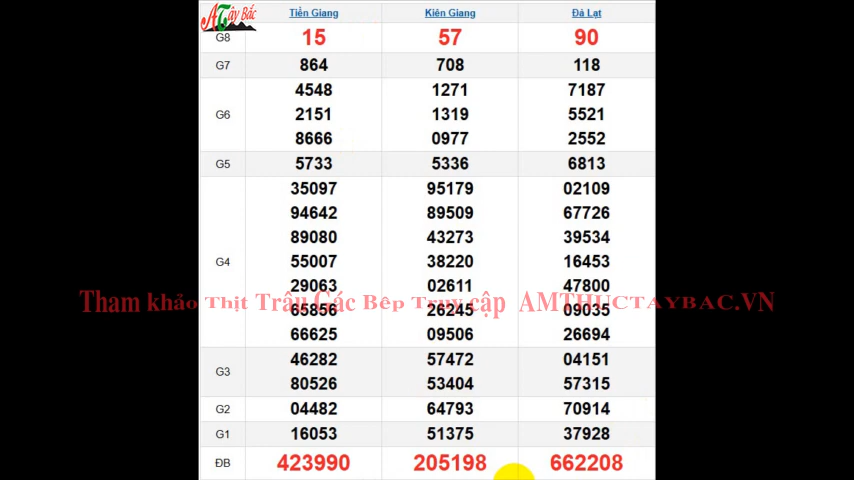 ATây Bắc
Tiền Giang Kiên Giang Đà Lạt
G8 15 57 90
G7 864 708 118
4548 1271 7187
G6 2151 1319 5521
8666 0977 2552
G5 5733 5336 6813
35097 95179 02109
94642 89509 67726
89080 43273 39534
G4 55007 38220 16453
29063 02611 47800
Tham khảo Thịt Trâu Gác Bếp Truy cập AMTHUCTAYBAC.VN
65856 26245 09035
66625 09506 26694
G3 46282 57472 04151
80526 53404 57315
G2 04482 64793 70914
G1 16053 51375 37928
ĐB 423990 205198 662208